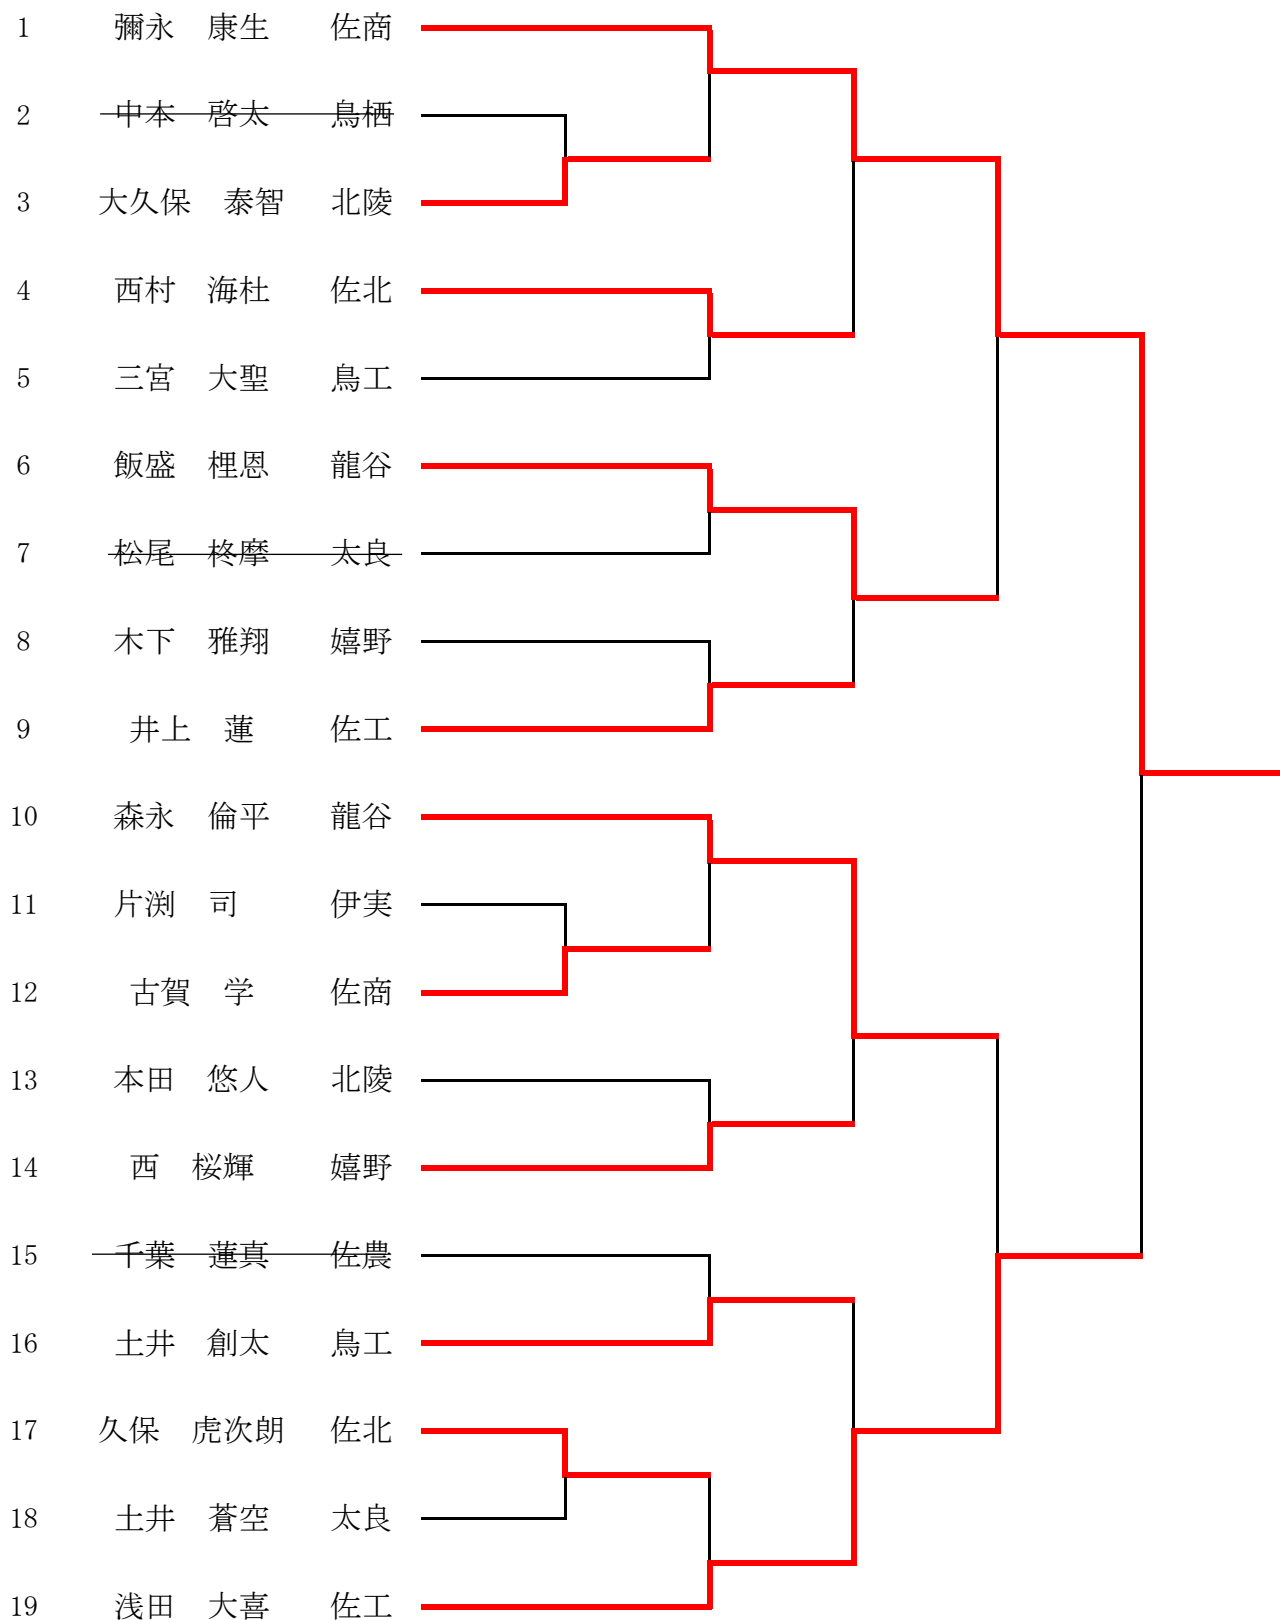 1 彌永 康生 佐商
2 中本 啓太 鳥栖
3 大久保 泰智 北陵
4 西村 海杜 佐北
5 三宮 大聖 鳥工
6 飯盛 梩恩 龍谷
7 松尾 柊摩 太良
8 木下 雅翔 嬉野
9 井上 蓮 佐工
10 森永 倫平 龍谷
11 片渕 司 伊実
12 古賀 学 佐商
13 本田 悠人 北陵
14 西 桜輝 嬉野
15 千葉 蓮真 佐農
16 土井 創太 鳥工
17 久保 虎次朗 佐北
18 土井 蒼空 太良
19 浅田 大喜 佐工